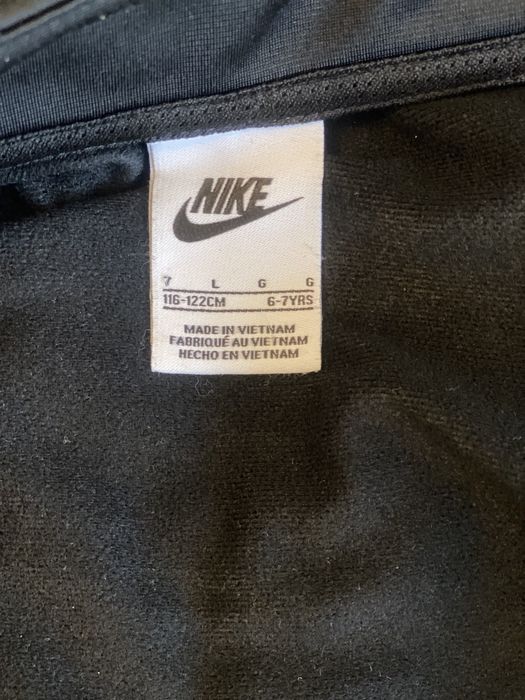 NIKE
7 L G G
116-122CM 6-7YRS
MADE IN VIETNAM
FABRIQUÉ AU VIETNAM
HECHO EN VIETNAM